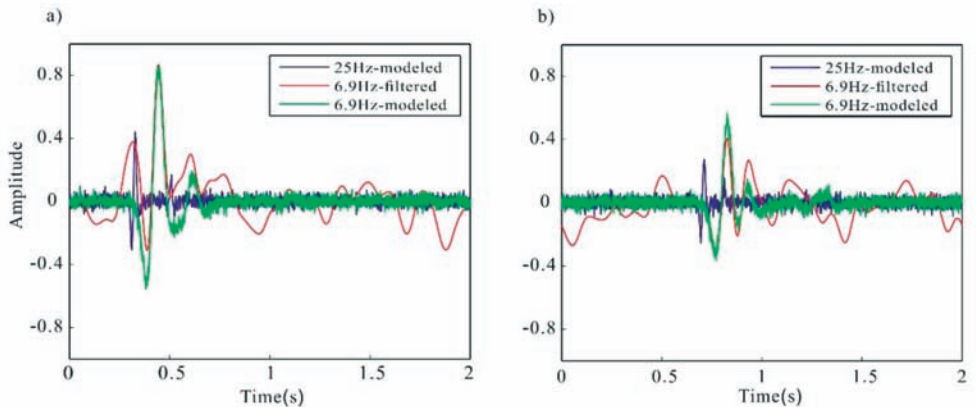 a)
0.8
0.4
0
-0.4
-0.8
Amplitude
25Hz-modeled
6.9Hz-filtered
6.9Hz-modeled
0
0.5
1
1.5
2
Time(s)
b)
0.8
0.4
0
-0.4
-0.8
25Hz-modeled
6.9Hz-filtered
6.9Hz-modeled
0
0.5
1
1.5
2
Time(s)